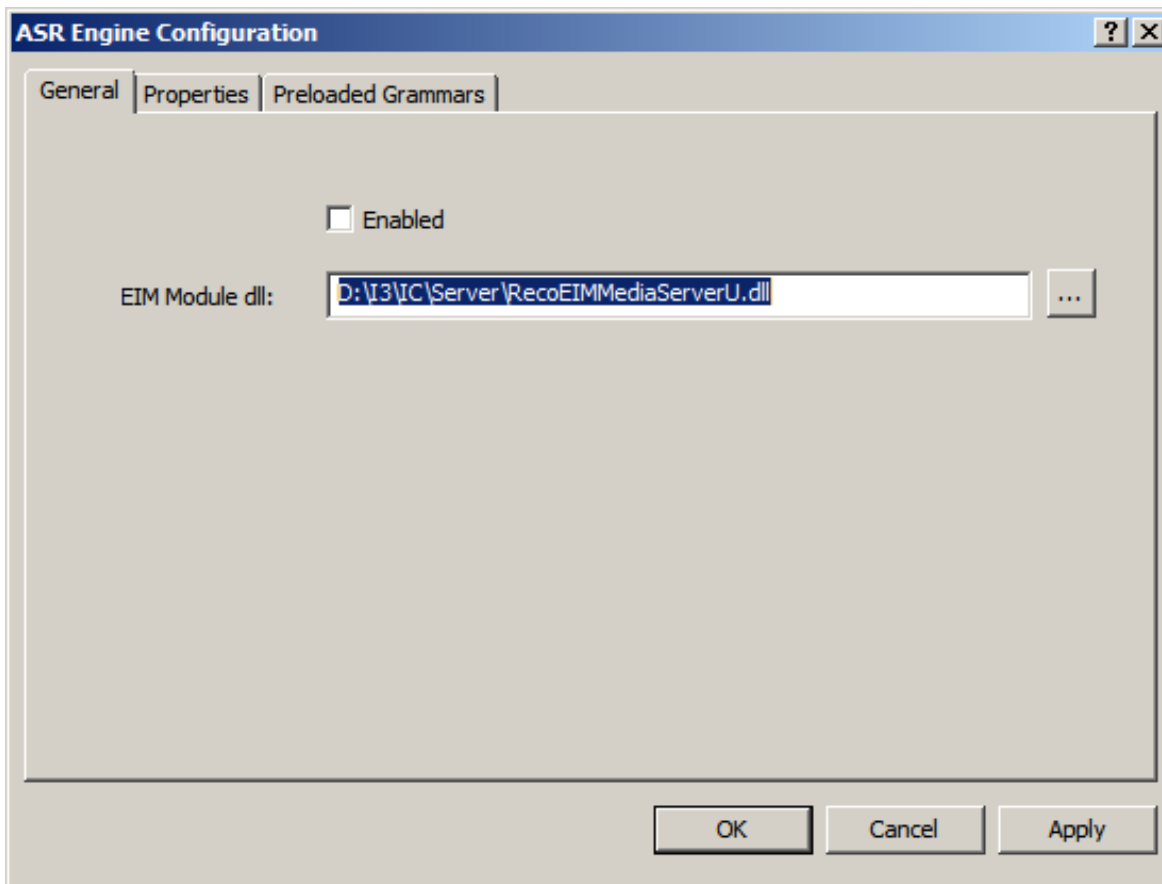 ASR Engine Configuration
General Properties Preloaded Grammars
Enabled
EIM Module dll: D:\I3\IC\Server\RecoEIMMediaServerU.dll ...
OK Cancel Apply